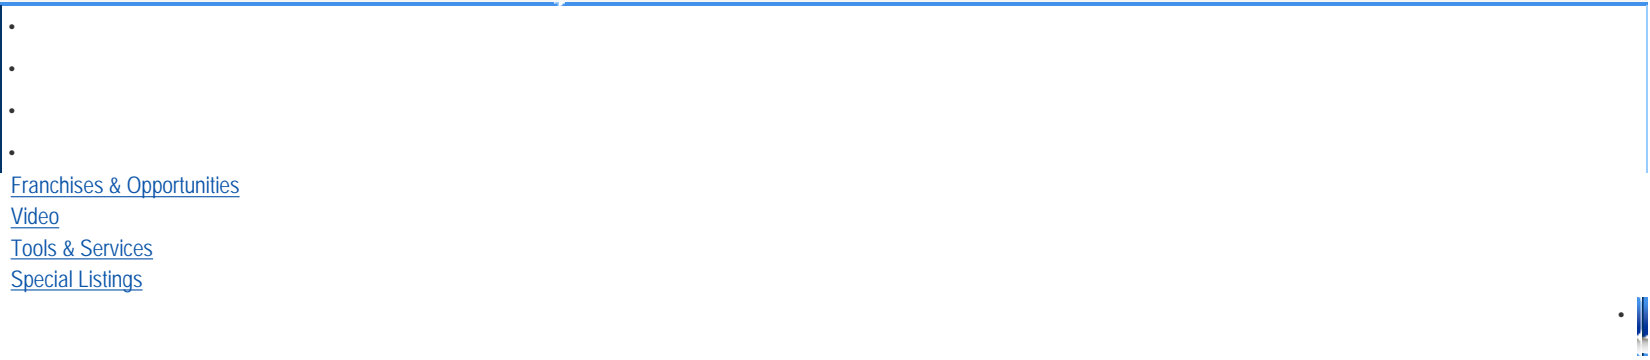 Franchises & Opportunities
Video
Tools & Services
Special Listings